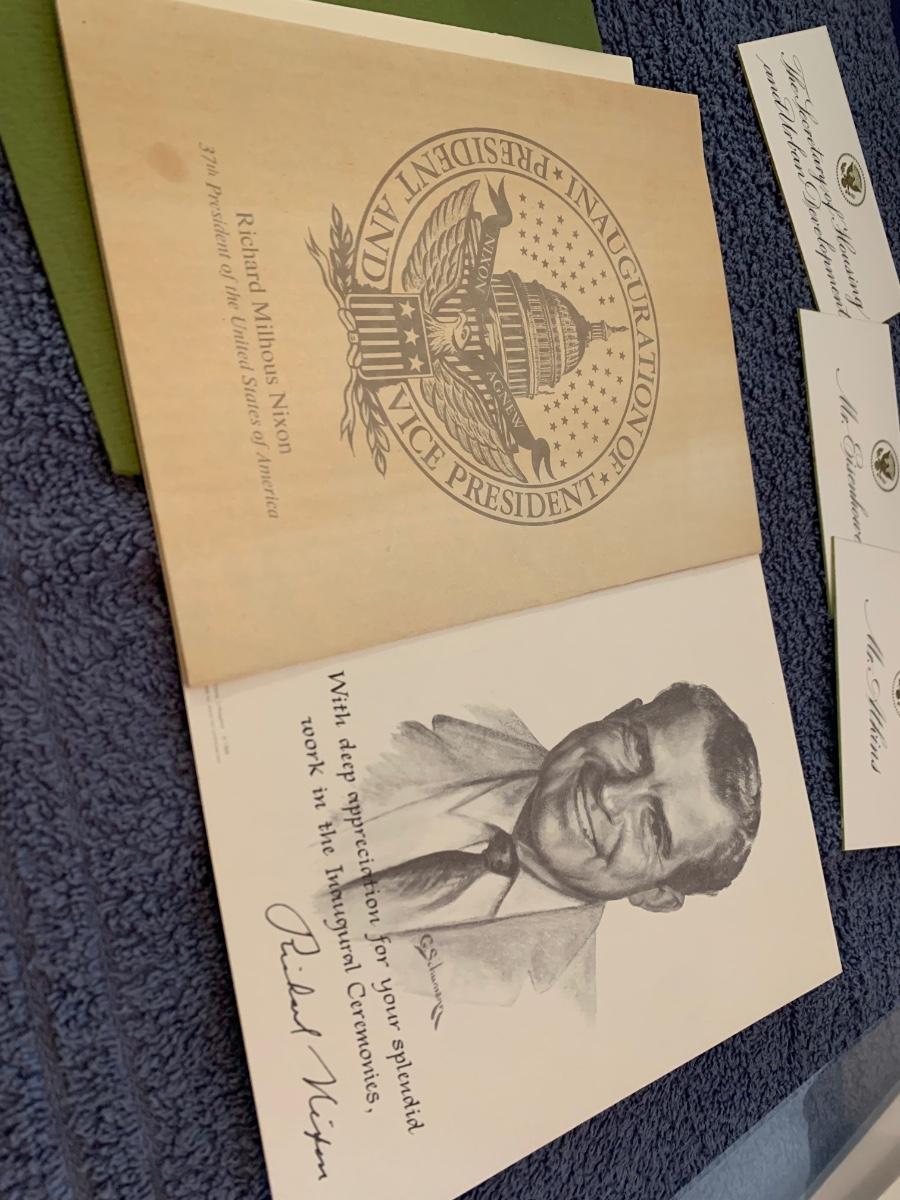 INAUGURATION OF
PRESIDENT AND ★ ★ VICE PRESIDENT
NIXON
AGNEW
Richard Milhous Nixon
37th President of the United States of America
With deep appreciation for your splendid
work in the Inaugural Ceremonies,
Richard Nixon
The Secretary of Housing
and Urban Development
Mr. Eisenhowe
Mr. Atkins